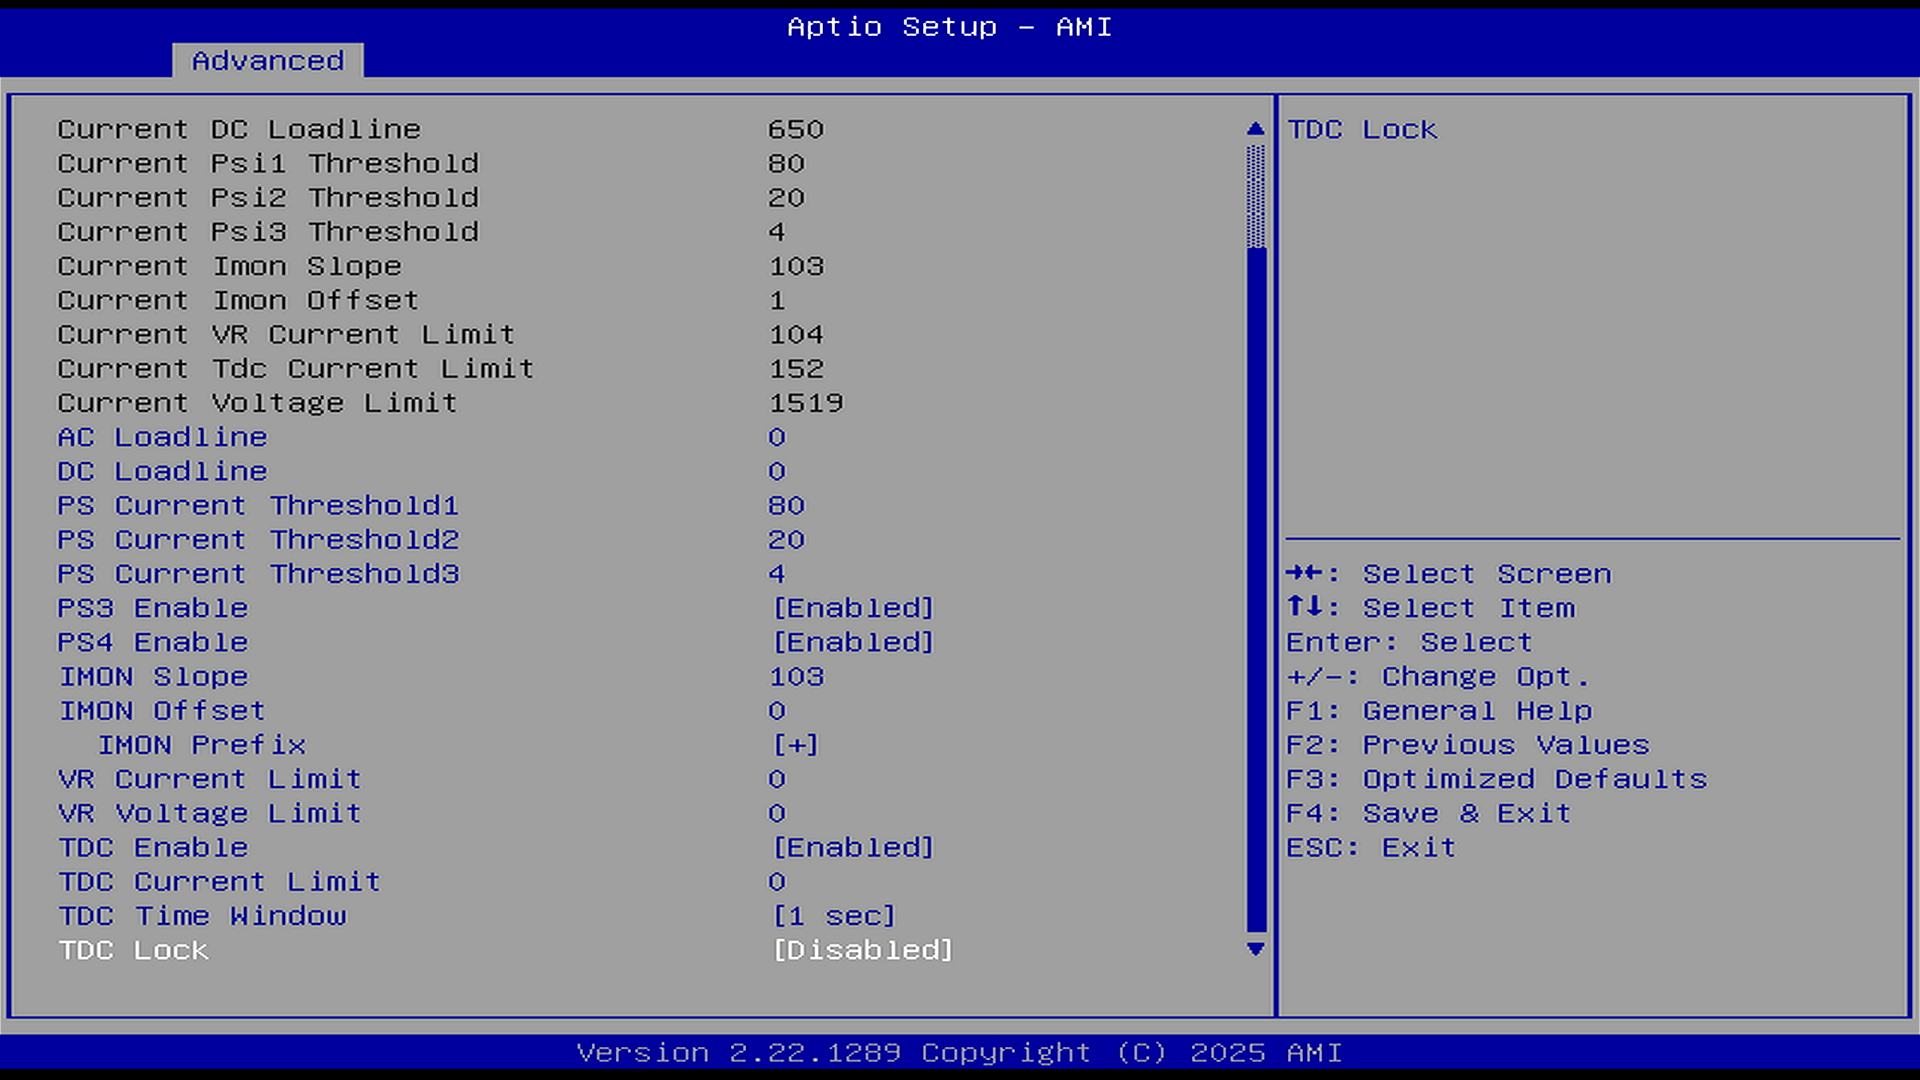 Aptio Setup - AMI
Advanced
Current DC Loadline 650
Current Psi1 Threshold 80
Current Psi2 Threshold 20
Current Psi3 Threshold 4
Current Imon Slope 103
Current Imon Offset 1
Current VR Current Limit 104
Current Tdc Current Limit 152
Current Voltage Limit 1519
AC Loadline 0
DC Loadline 0
PS Current Threshold1 80
PS Current Threshold2 20
PS Current Threshold3 4
PS3 Enable [Enabled]
PS4 Enable [Enabled]
IMON Slope 103
IMON Offset 0
IMON Prefix [+]
VR Current Limit 0
VR Voltage Limit 0
TDC Enable [Enabled]
TDC Current Limit 0
TDC Time Window [1 sec]
TDC Lock [Disabled]
TDC Lock
→←: Select Screen
↑↓: Select Item
Enter: Select
+/-: Change Opt.
F1: General Help
F2: Previous Values
F3: Optimized Defaults
F4: Save & Exit
ESC: Exit
Version 2.22.1289 Copyright (C) 2025 AMI